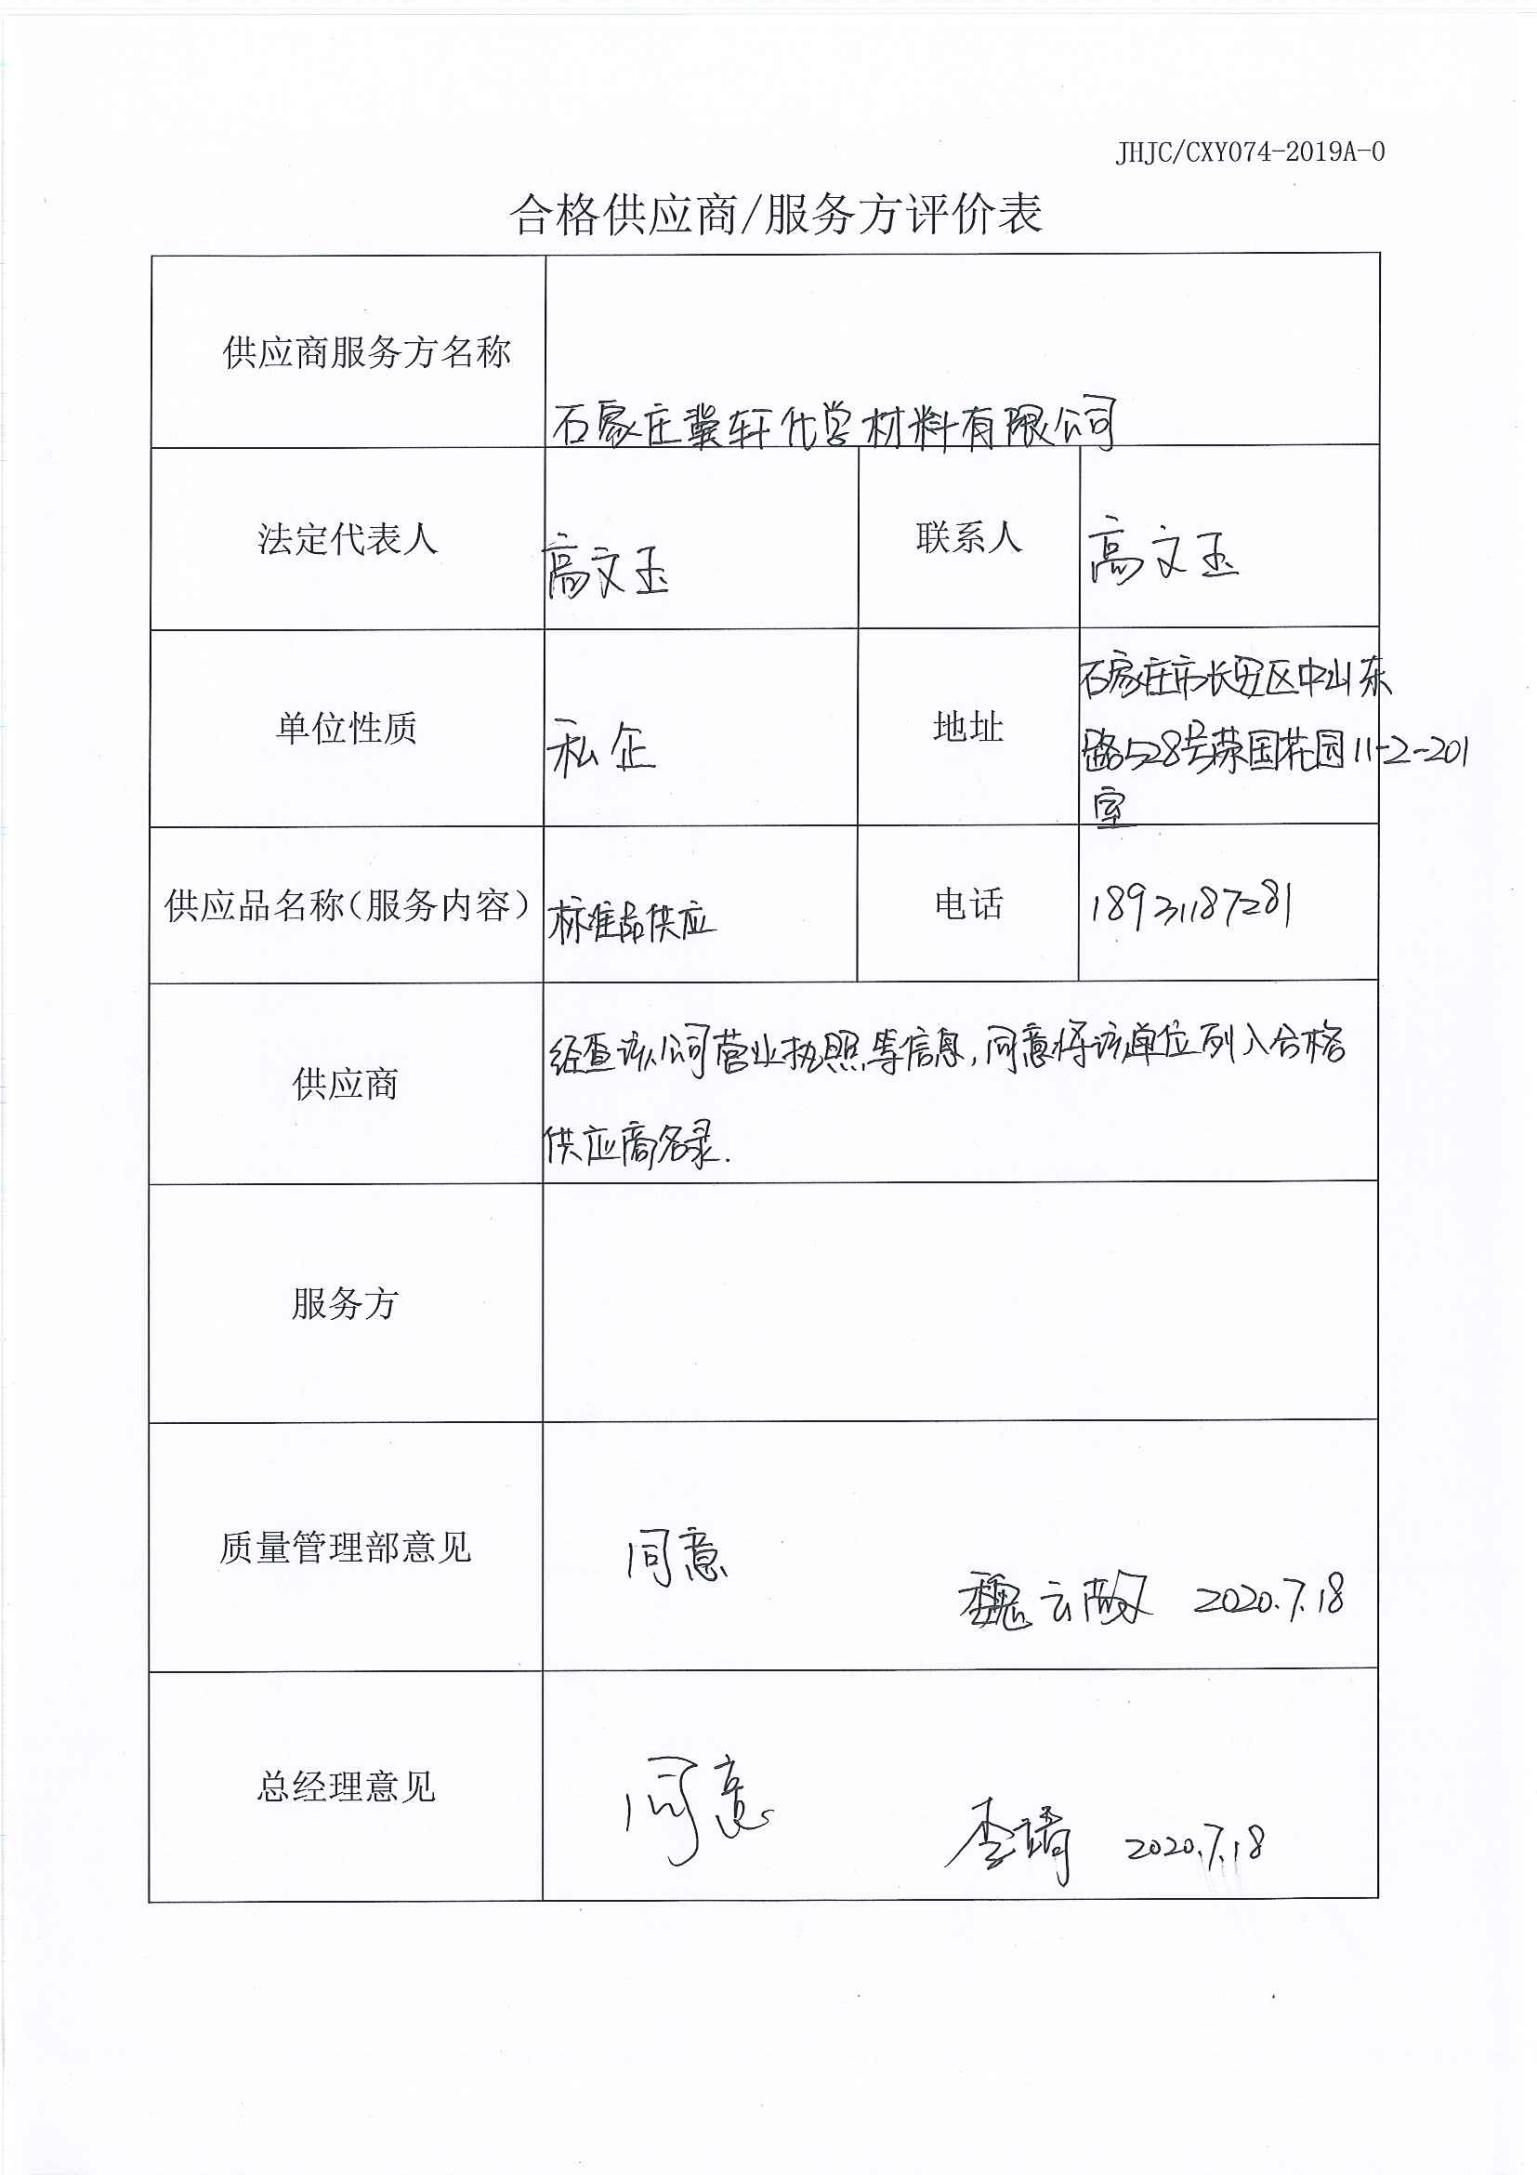 JHJC/CXY074-2019A-0
合格供应商/服务方评价表
供应商服务方名称
石家庄冀轩化学材料有限公司
法定代表人
高文玉
联系人
高文玉
单位性质
私企
地址
石家庄市长安区中山东
路528号荣国花园11-2-201
室
供应品名称(服务内容)
标准品供应
电话
18931187281
供应商
经查该公司营业执照等信息,同意将该单位列入合格
供应商名录.
服务方
质量管理部意见
同意
魏云 2020.7.18
总经理意见
同意
李 2020.7.18